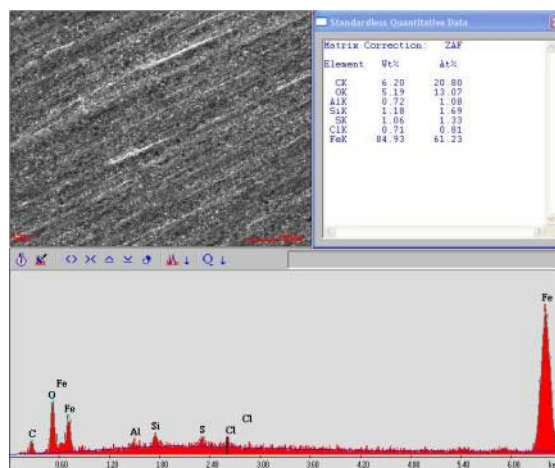 Standardless Quantitative Data
Matrix Correction: ZAF
Element Wt% At%
CK 6.20 20.80
OK 5.19 13.07
AlK 0.72 1.08
SiK 1.18 1.69
SK 1.06 1.33
ClK 0.71 0.81
FeK 84.93 61.23
Q
Fe
Fe
O
Fe
C
Al
Si
S
Cl
Cl
0.60 1.20 1.80 2.40 3.00 3.60 4.20 4.80 5.40 6.00